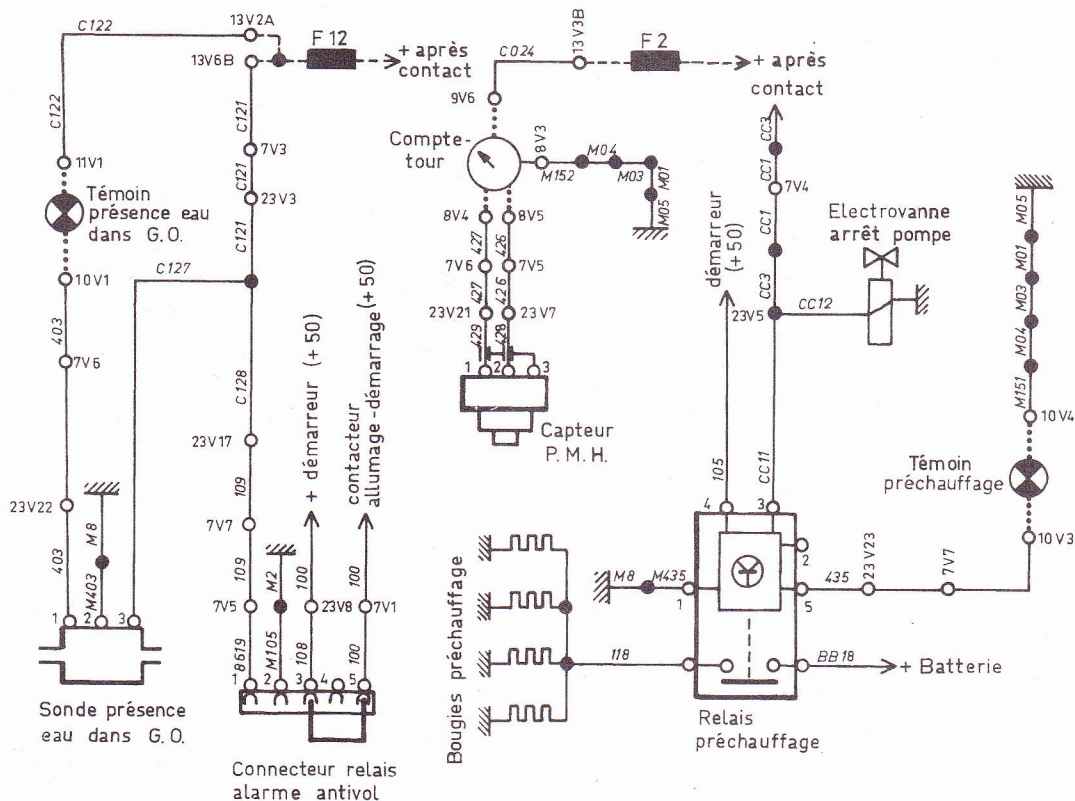 C122
13V2A
F 12
13V6B
+ après
contact
C122
C121
11V1
7V3
C121
23V3
C121
Témoin
présence eau
dans G.O.
10V1
C127
403
7V6
C128
23V17
23V22
109
7V7
403
M8
M403
109
M2
7V5
8619
M105
1
2
3
Sonde présence
eau dans G.O.
+ démarreur (+50)
contacteur
allumage-démarrage (+50)
100
100
23V8
7V1
108
100
1
2
3
4
5
Connecteur relais
alarme antivol
C024
13V3B
F 2
+ après
contact
9V6
Compte-
tour
8V3
M152
M04
M03
M01
M05
8V4
8V5
427
426
7V6
7V5
427
426
23V21
23V7
429
428
1
2
3
Capteur
P.M.H.
CC3
CC1
7V4
CC1
CC3
23V5
CC12
Electrovanne
arrêt pompe
démarreur
(+50)
105
CC11
4
3
2
1
5
M8
M435
Bougies préchauffage
118
BB18
+ Batterie
Relais
préchauffage
435
23V23
7V7
M05
M01
M03
M04
M151
10V4
Témoin
préchauffage
10V3